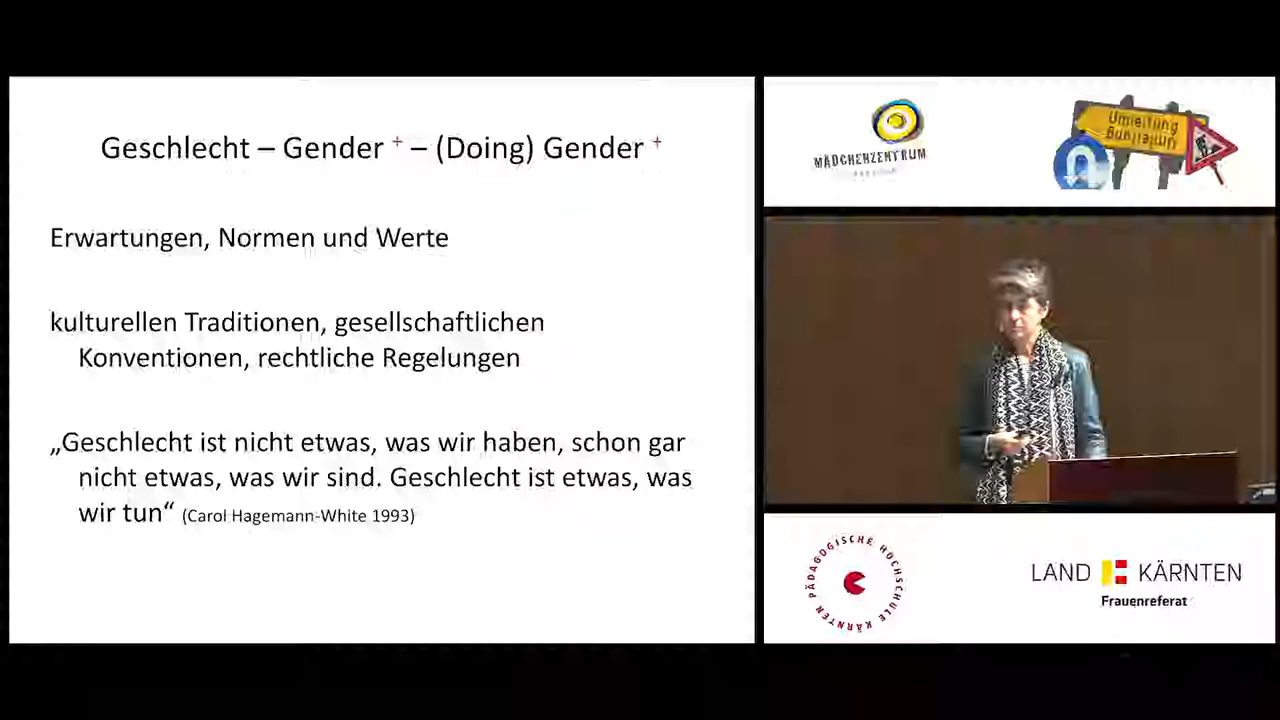 Geschlecht – Gender + – (Doing) Gender +
Erwartungen, Normen und Werte
kulturellen Traditionen, gesellschaftlichen
Konventionen, rechtliche Regelungen
„Geschlecht ist nicht etwas, was wir haben, schon gar
nicht etwas, was wir sind. Geschlecht ist etwas, was
wir tun“ (Carol Hagemann-White 1993)
MÄDCHENZENTRUM
Umleitung
Umleitung
PÄDAGOGISCHE HOCHSCHULE KÄRNTEN
LAND KÄRNTEN
Frauenreferat